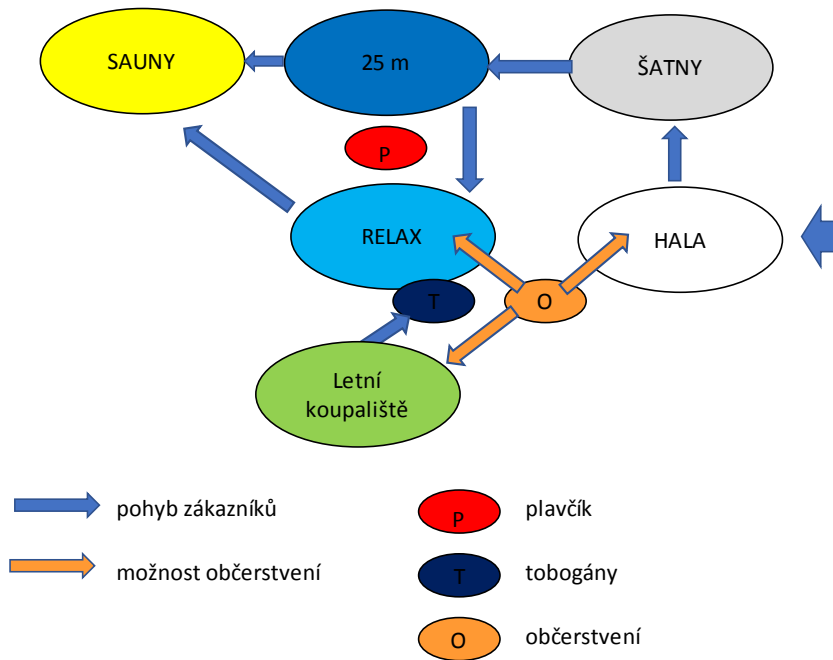 SAUNY
25 m
ŠATNY
P
RELAX
HALA
T
O
Letní
koupaliště
pohyb zákazníků
P
plavčík
možnost občerstvení
T
tobogány
O
občerstvení